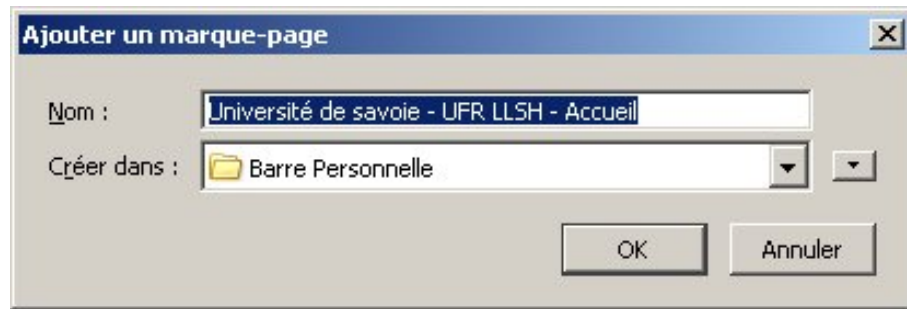 Ajouter un marque-page
Nom : Université de savoie - UFR LLSH - Accueil
Créer dans : Barre Personnelle
OK Annuler